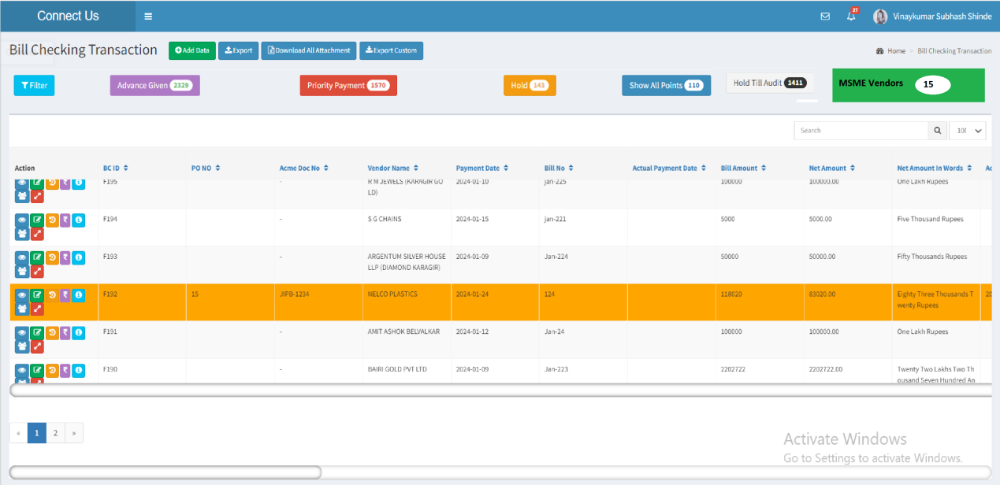 Connect Us
27
Vinaykumar Subhash Shinde
Bill Checking Transaction
Add Data
Export
Download All Attachment
Export Custom
Home > Bill Checking Transaction
Filter
Advance Given 2329
Priority Payment 1570
Hold 143
Show All Points 110
Hold Till Audit 1411
MSME Vendors 15
Search
Action BC ID PO NO Acme Doc No Vendor Name Payment Date Bill No Actual Payment Date Bill Amount Net Amount Net Amount In Words
F195 - R M JEWELS (KARAGIR GO 2024-01-10 jan-225 100000 100000.00 One Lakh Rupees
LD)
F194 - S G CHAINS 2024-01-15 jan-221 5000 5000.00 Five Thousand Rupees
F193 - ARGENTUM SILVER HOUSE 2024-01-09 Jan-224 50000 50000.00 Fifty Thousands Rupees
LLP (DIAMOND KARAGIR)
F192 15 JIPB-1234 NELCO PLASTICS 2024-01-24 124 118020 83020.00 Eighty Three Thousands T 20
wenty Rupees
F191 - AMIT ASHOK BELVALKAR 2024-01-12 Jan-24 100000 100000.00 One Lakh Rupees
F190 - BAIRI GOLD PVT LTD 2024-01-09 Jan-223 2202722 2202722.00 Twenty Two Lakhs Two Th
ousand Seven Hundred An
« 1 2 »
Activate Windows
Go to Settings to activate Windows.